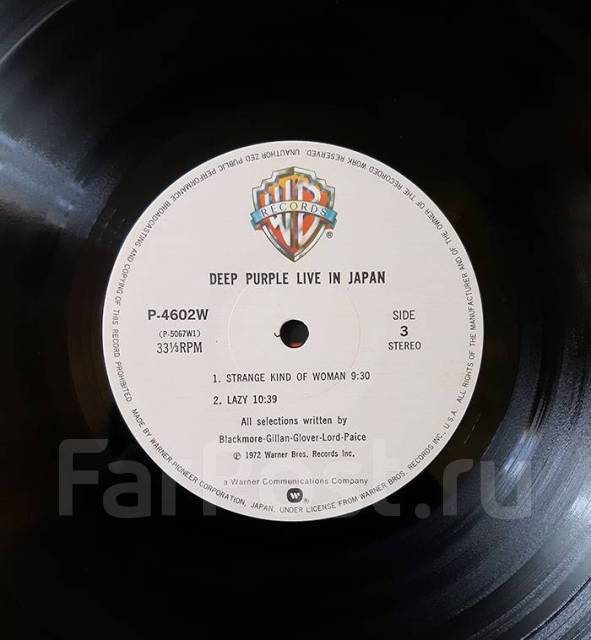 WB
RECORDS
®
DEEP PURPLE LIVE IN JAPAN
P-4602W
(P-5067W1)
33⅓RPM
SIDE
3
STEREO
1. STRANGE KIND OF WOMAN 9:30
2. LAZY 10:39
All selections written by
Blackmore-Gillan-Glover-Lord-Paice
Ⓟ 1972 Warner Bros. Records Inc.
a Warner Communications Company
W ®
MADE BY WARNER-PIONEER CORPORATION, JAPAN. UNDER LICENSE FROM WARNER BROS. RECORDS INC., U.S.A. ALL RIGHTS OF THE MANUFACTURER AND OF THE OWNER OF THE RECORDED WORK RESERVED. UNAUTHORIZED PUBLIC PERFORMANCE BROADCASTING AND COPYING OF THIS RECORD PROHIBITED.
FarPost.ru